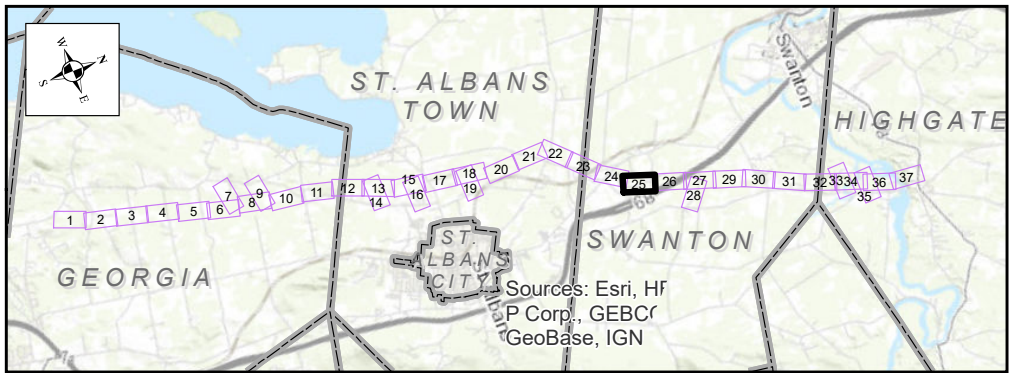 W
N
S
E
ST. ALBANS
TOWN
Swanton
HIGHGATE
1
2
3
4
5
6
7
8
9
10
11
12
13
14
15
16
17
18
19
20
21
22
23
24
25
26
27
28
29
30
31
32
33
34
35
36
37
GEORGIA
ST.
LBANS
CITY
SWANTON
Sources: Esri, HE
P Corp., GEBCO
GeoBase, IGN